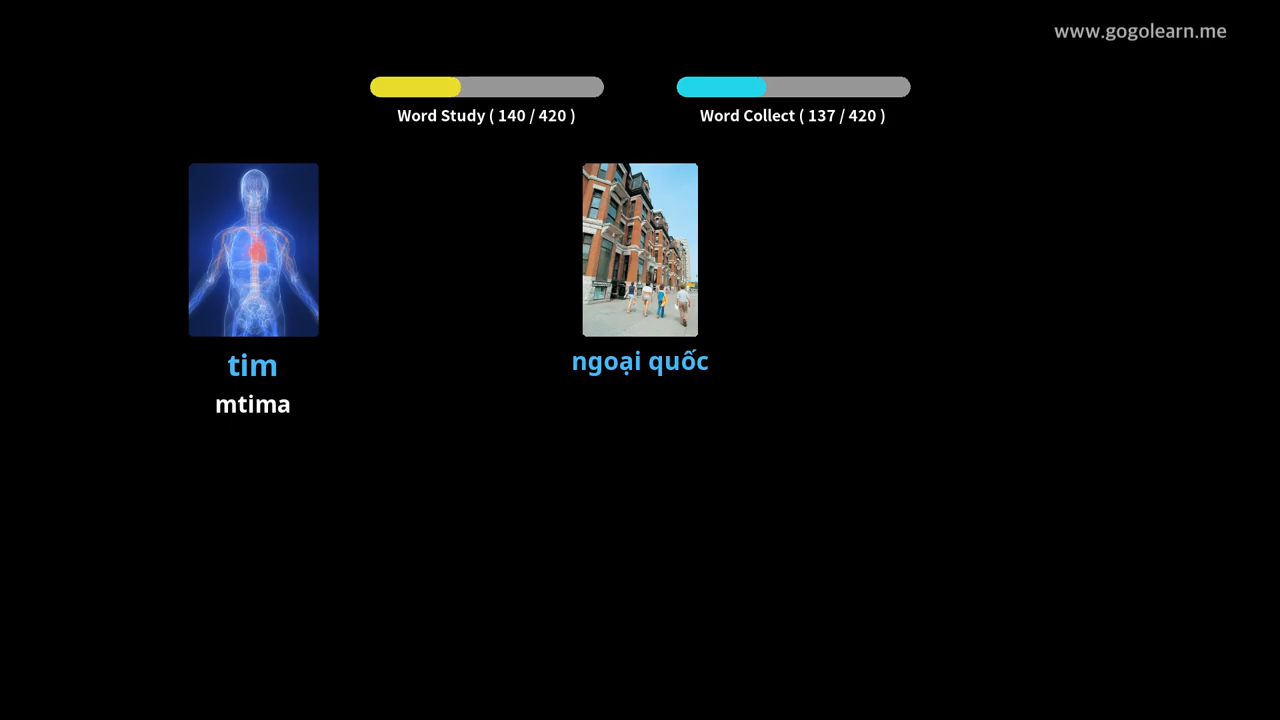 www.gogolearn.me
Word Study ( 140 / 420 )
Word Collect ( 137 / 420 )
tim
mtima
ngoại quốc